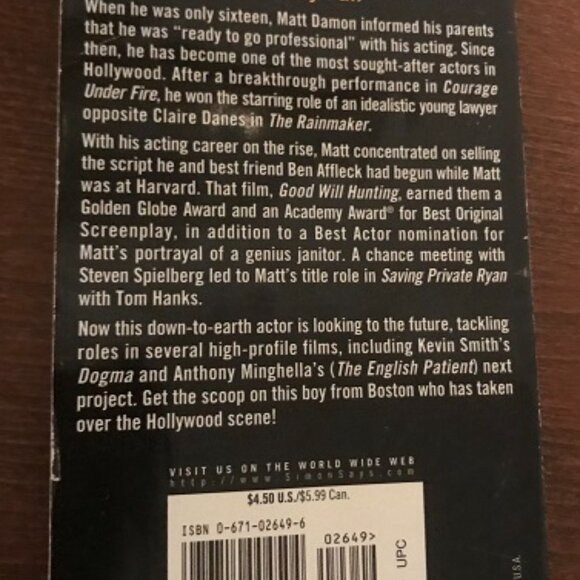 When he was only sixteen, Matt Damon informed his parents
that he was "ready to go professional" with his acting. Since
then, he has become one of the most sought-after actors in
Hollywood. After a breakthrough performance in Courage
Under Fire, he won the starring role of an idealistic young lawyer
opposite Claire Danes in The Rainmaker.
With his acting career on the rise, Matt concentrated on selling
the script he and best friend Ben Affleck had begun while Matt
was at Harvard. That film, Good Will Hunting, earned them a
Golden Globe Award and an Academy Award® for Best Original
Screenplay, in addition to a Best Actor nomination for
Matt's portrayal of a genius janitor. A chance meeting with
Steven Spielberg led to Matt's title role in Saving Private Ryan
with Tom Hanks.
Now this down-to-earth actor is looking to the future, tackling
roles in several high-profile films, including Kevin Smith's
Dogma and Anthony Minghella's (The English Patient) next
project. Get the scoop on this boy from Boston who has taken
over the Hollywood scene!
VISIT US ON THE WORLD WIDE WEB
http://www.SimonSays.com
$4.50 U.S./$5.99 Can.
ISBN 0-671-02649-6
02649>
UPC
USA